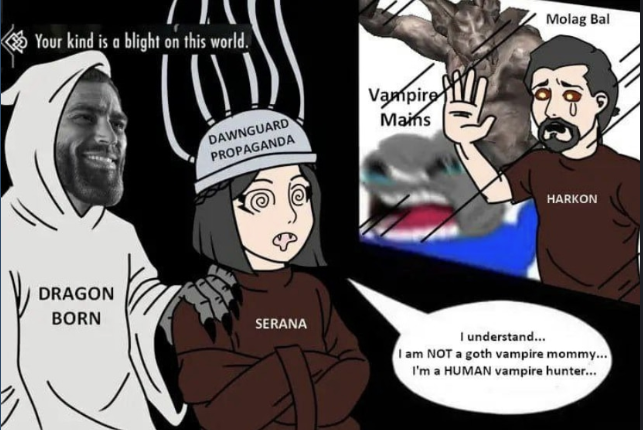 Your kind is a blight on this world.
Molag Bal
Vampire
Mains
DAWNGUARD
PROPAGANDA
HARKON
DRAGON
BORN
SERANA
I understand...
I am NOT a goth vampire mommy...
I'm a HUMAN vampire hunter...